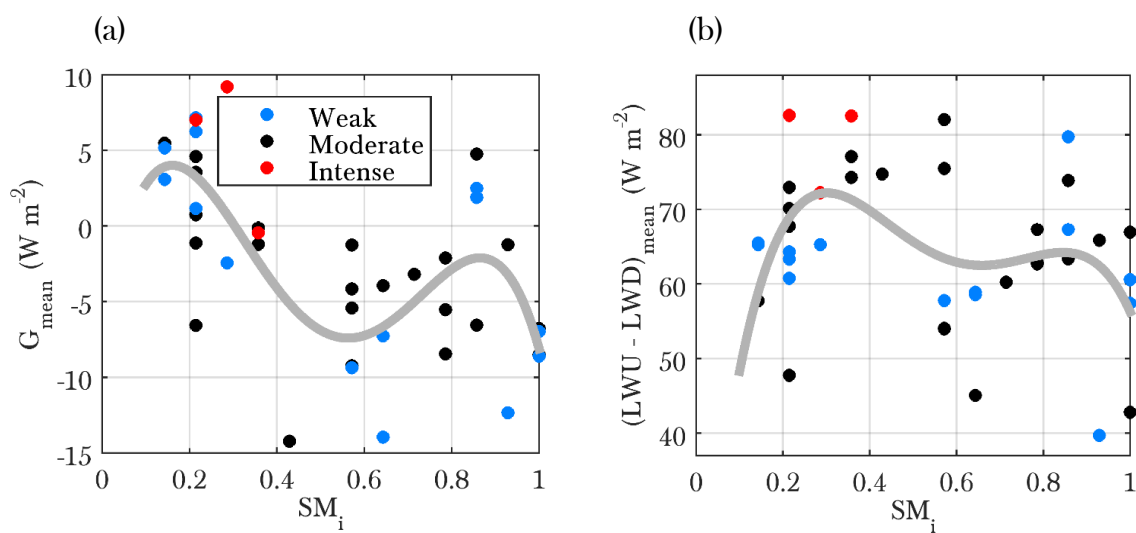 (a)
G_mean (W m^-2)
10
5
0
-5
-10
-15
Weak
Moderate
Intense
0 0.2 0.4 0.6 0.8 1
SM_i
(b)
(LWU - LWD)_mean (W m^-2)
80
70
60
50
40
0 0.2 0.4 0.6 0.8 1
SM_i